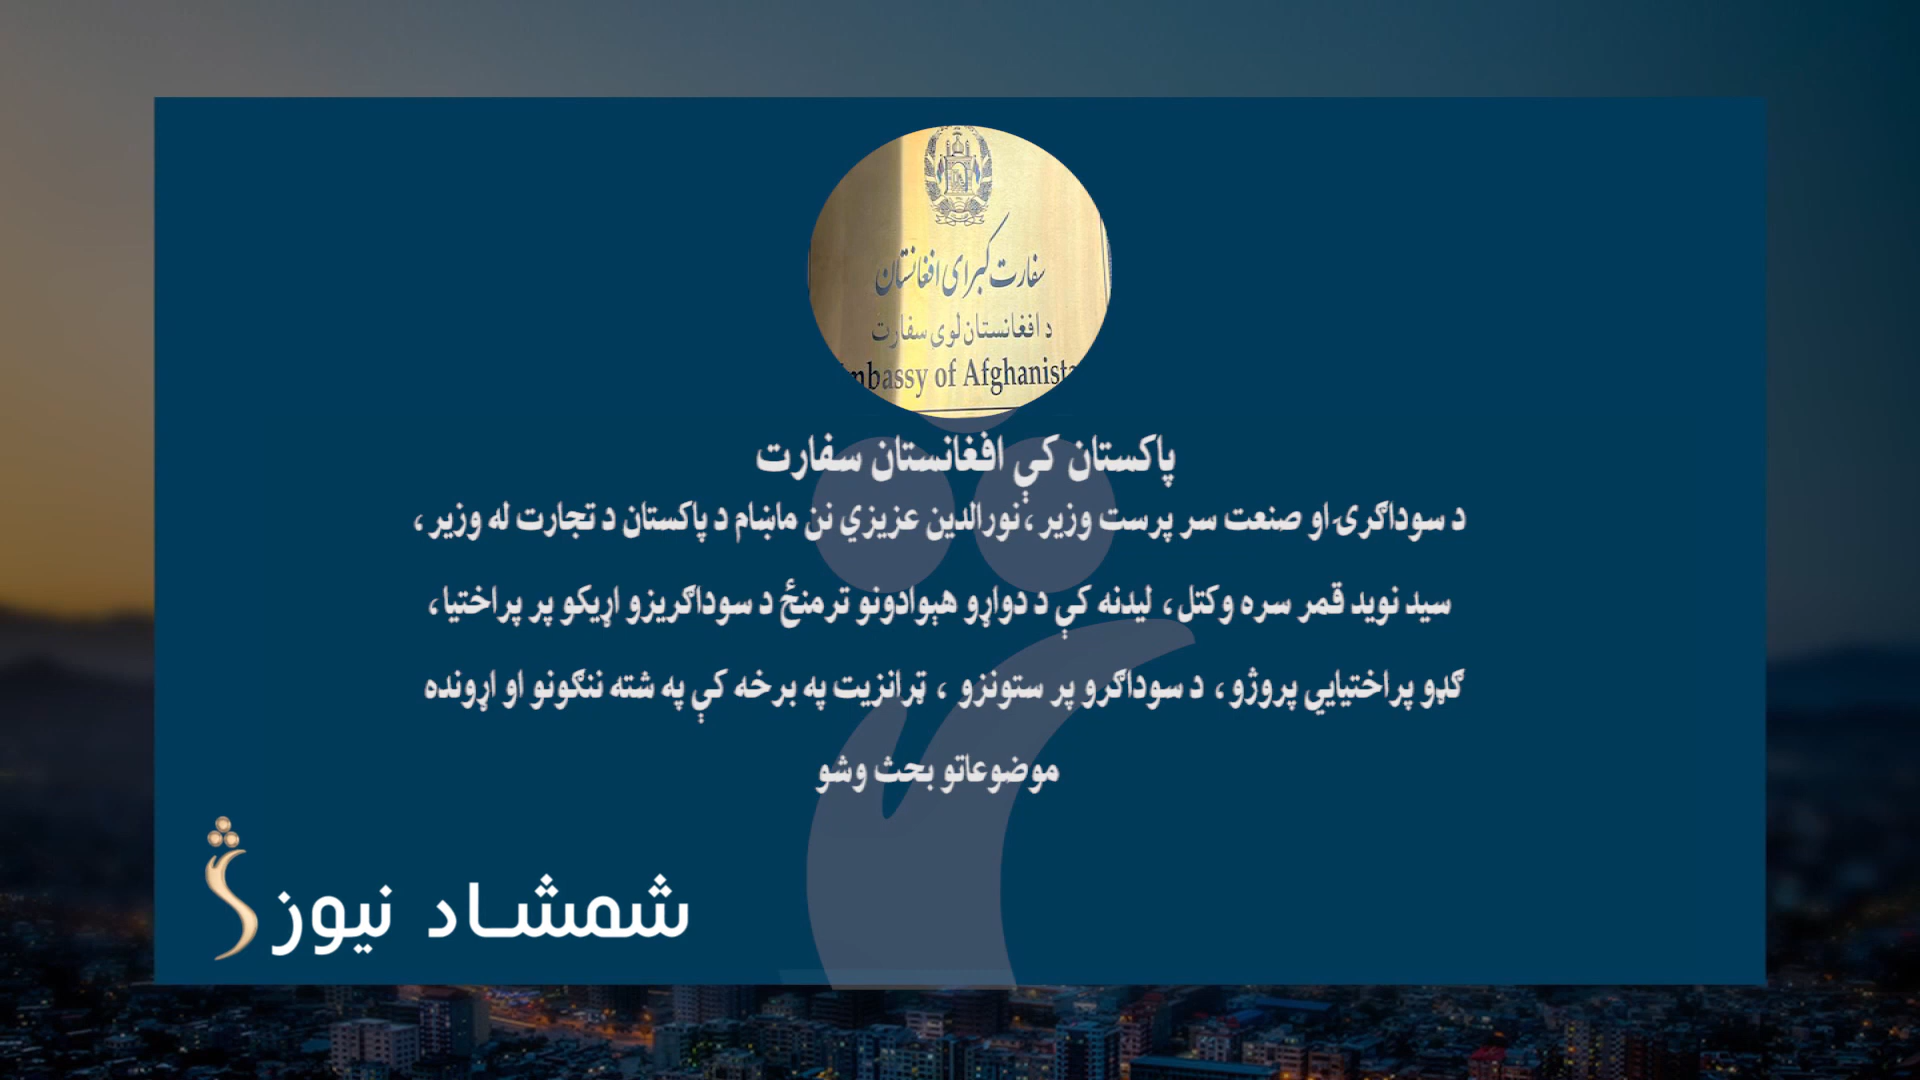 سفارت کبرای افغانستان
د افغانستان لوی سفارت
mbassy of Afghanista
پاکستان کې افغانستان سفارت
د سوداګرۍ او صنعت سر پرست وزیر ، نورالدین عزیزي نن ماښام د پاکستان د تجارت له وزیر ،
سید نوید قمر سره وکتل ، لیدنه کې د دواړو هېوادونو ترمنځ د سوداګریزو اړیکو پر پراختیا ،
ګډو پراختیایي پروژو ، د سوداګرو پر ستونزو ، ټرانزیت په برخه کې په شته ننګونو او اړونده
موضوعاتو بحث وشو
شمشاد نیوز